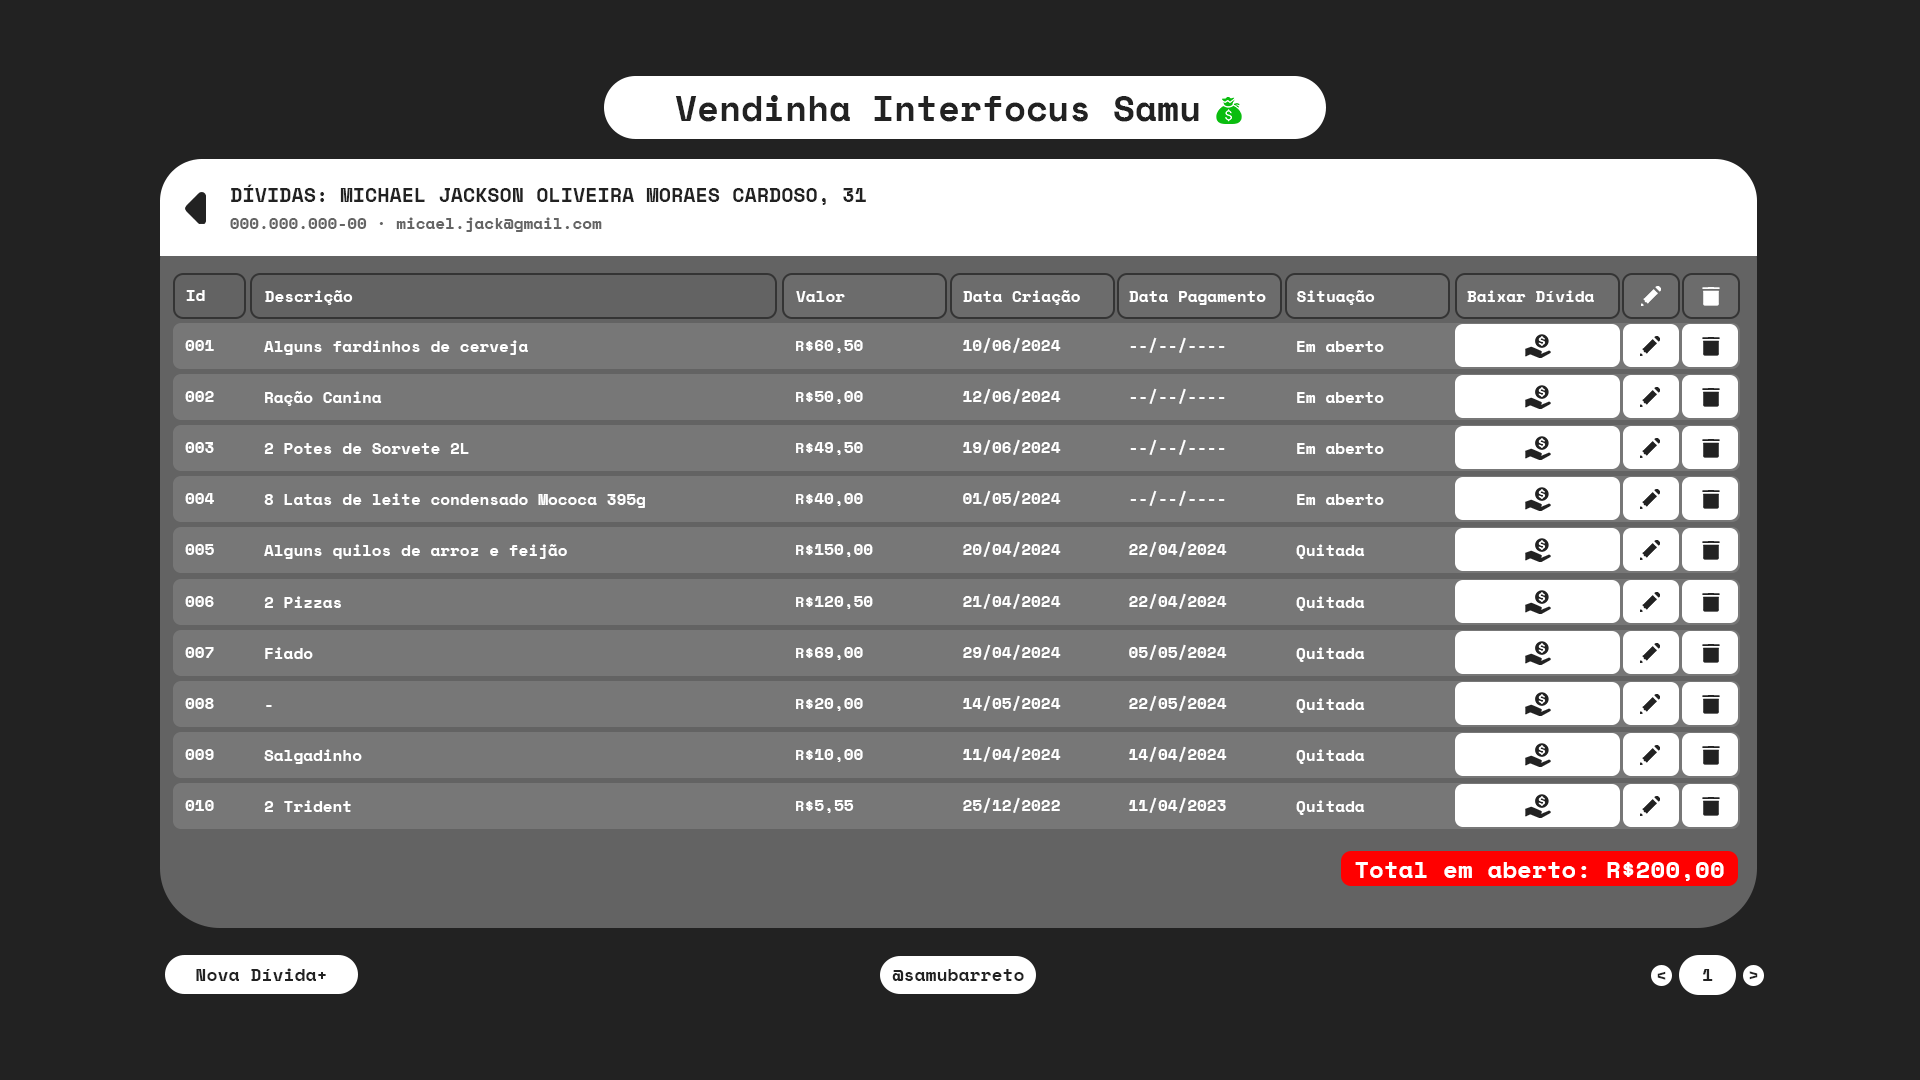 Vendinha Interfocus Samu
DÍVIDAS: MICHAEL JACKSON OLIVEIRA MORAES CARDOSO, 31
000.000.000-00 · micael.jack@gmail.com
Id Descrição Valor Data Criação Data Pagamento Situação Baixar Dívida
001 Alguns fardinhos de cerveja R$60,50 10/06/2024 --/--/---- Em aberto
002 Ração Canina R$50,00 12/06/2024 --/--/---- Em aberto
003 2 Potes de Sorvete 2L R$49,50 19/06/2024 --/--/---- Em aberto
004 8 Latas de leite condensado Mococa 395g R$40,00 01/05/2024 --/--/---- Em aberto
005 Alguns quilos de arroz e feijão R$150,00 20/04/2024 22/04/2024 Quitada
006 2 Pizzas R$120,50 21/04/2024 22/04/2024 Quitada
007 Fiado R$69,00 29/04/2024 05/05/2024 Quitada
008 - R$20,00 14/05/2024 22/05/2024 Quitada
009 Salgadinho R$10,00 11/04/2024 14/04/2024 Quitada
010 2 Trident R$5,55 25/12/2022 11/04/2023 Quitada
Total em aberto: R$200,00
Nova Dívida+ @samubarreto < 1 >